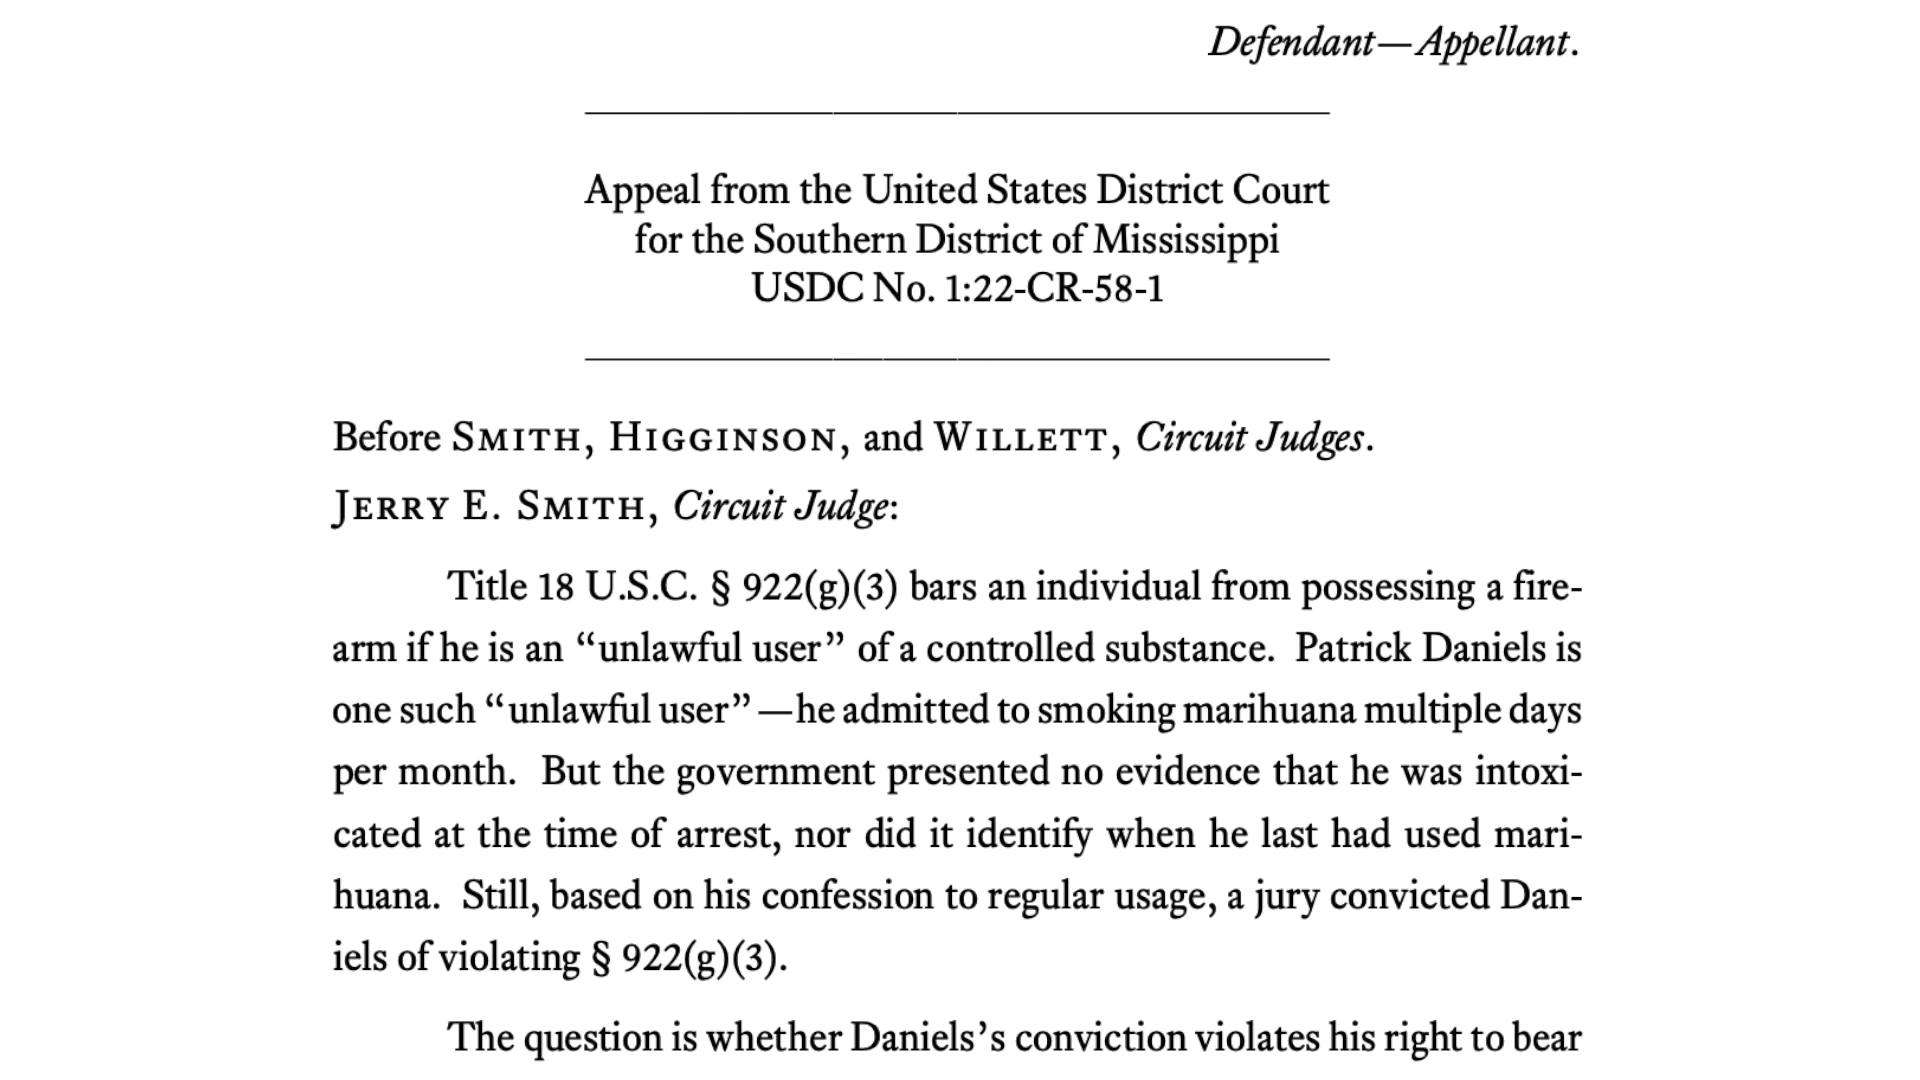 Defendant—Appellant.
Appeal from the United States District Court
for the Southern District of Mississippi
USDC No. 1:22-CR-58-1
Before Smith, Higginson, and Willett, Circuit Judges.
Jerry E. Smith, Circuit Judge:
Title 18 U.S.C. § 922(g)(3) bars an individual from possessing a fire-
arm if he is an “unlawful user” of a controlled substance.  Patrick Daniels is
one such “unlawful user”—he admitted to smoking marihuana multiple days
per month.  But the government presented no evidence that he was intoxi-
cated at the time of arrest, nor did it identify when he last had used mari-
huana.  Still, based on his confession to regular usage, a jury convicted Dan-
iels of violating § 922(g)(3).
The question is whether Daniels’s conviction violates his right to bear